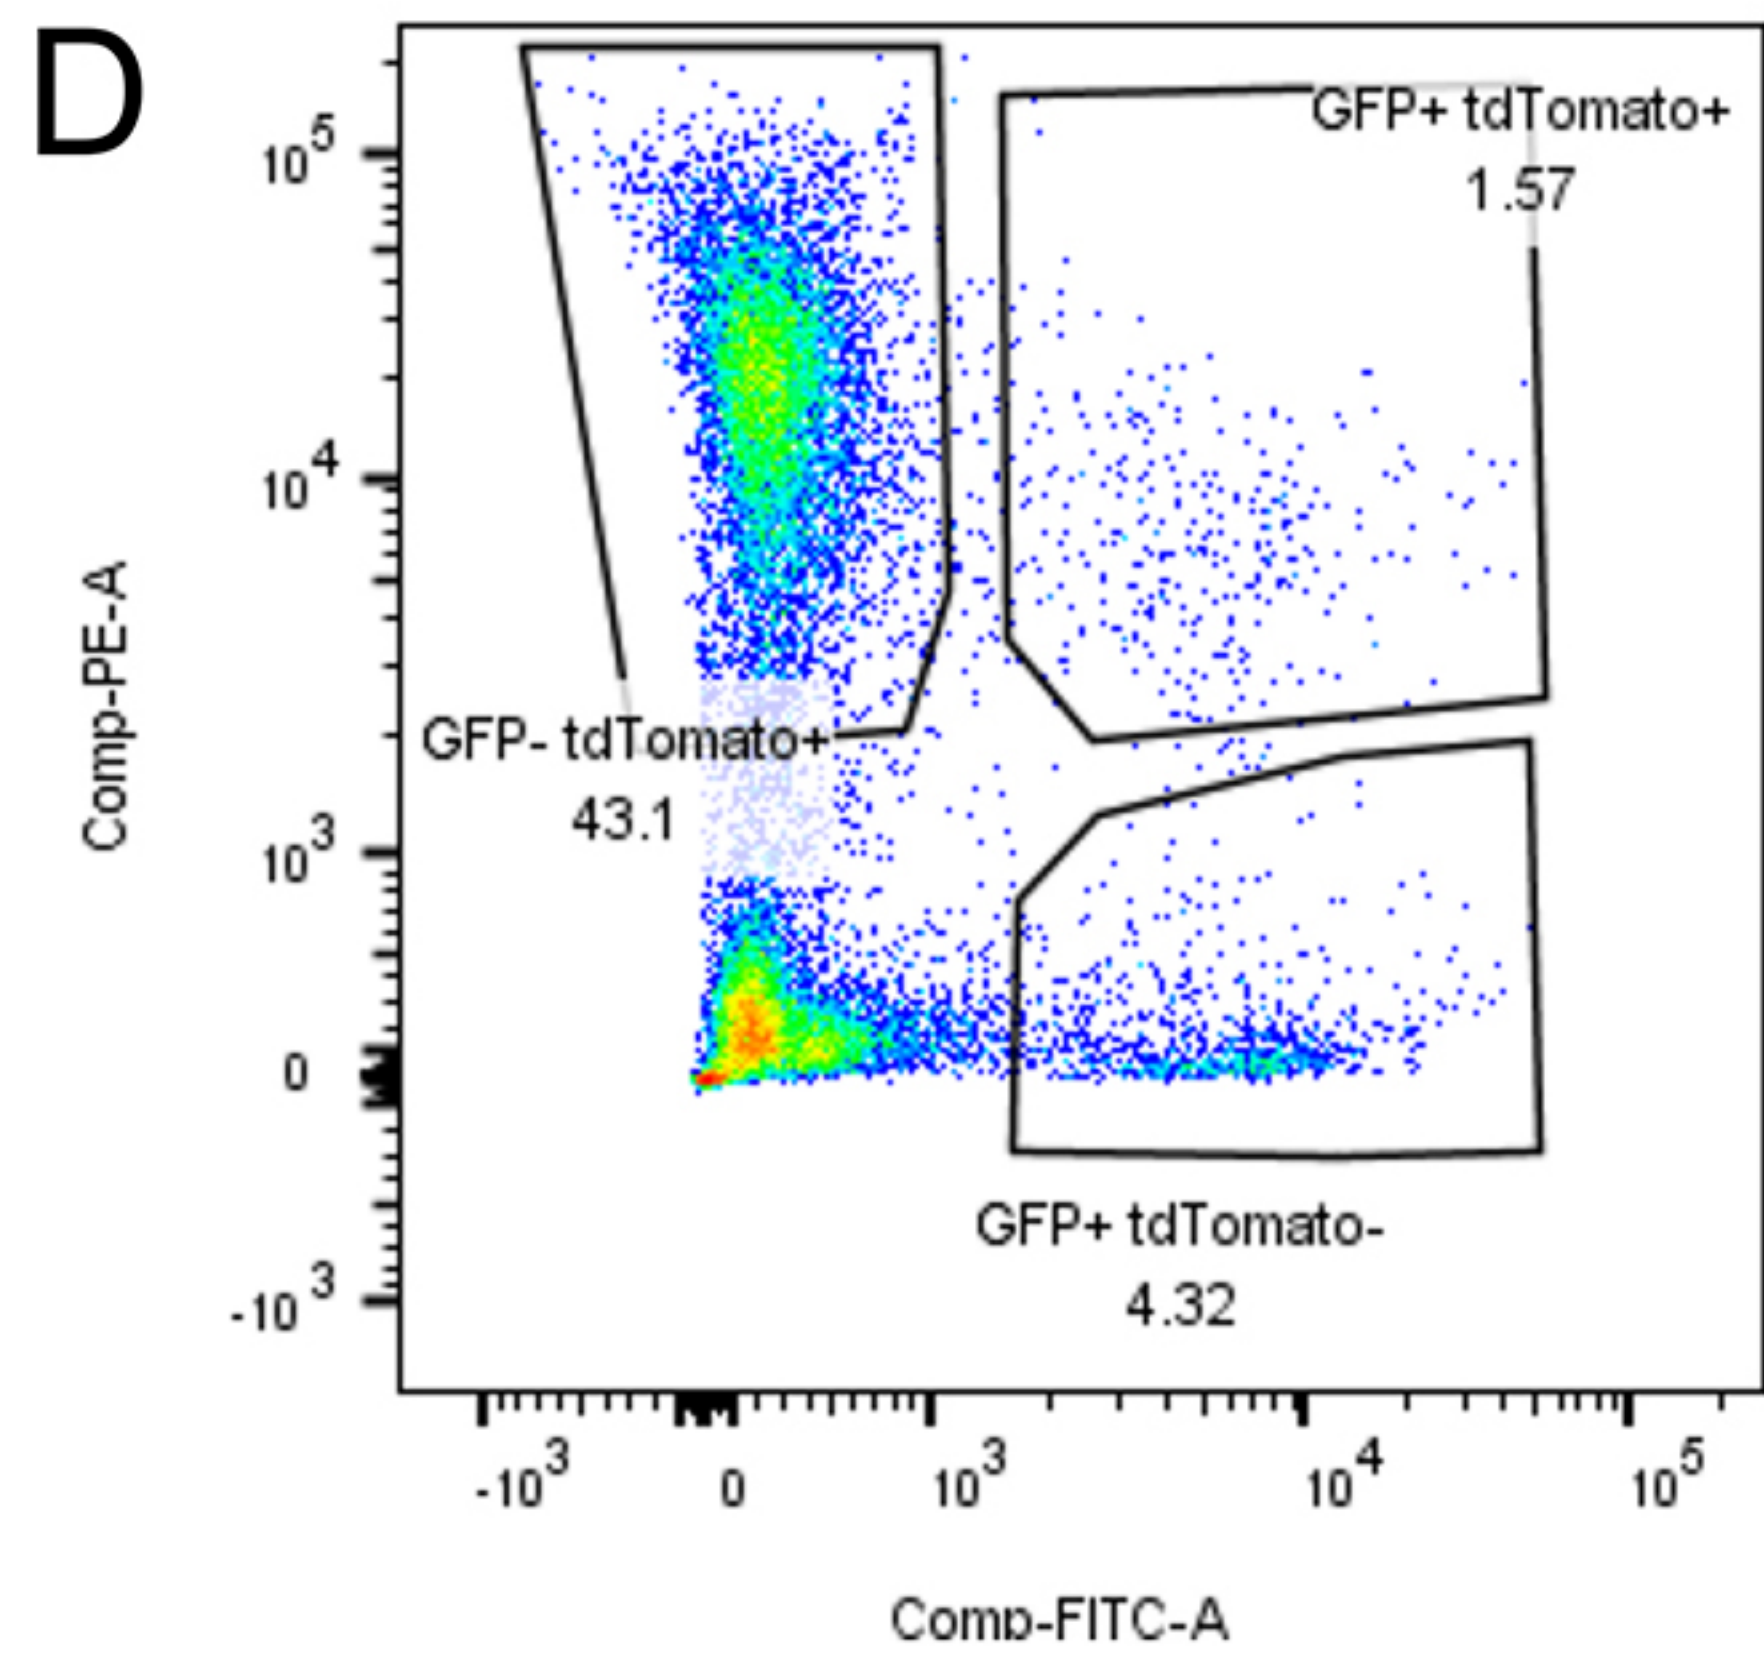 D
GFP+ tdTomato+
1.57
10^5
10^4
GFP- tdTomato+
43.1
10^3
0
GFP+ tdTomato-
4.32
-10^3
Comp-PE-A
-10^3 0 10^3 10^4 10^5
Comp-FITC-A